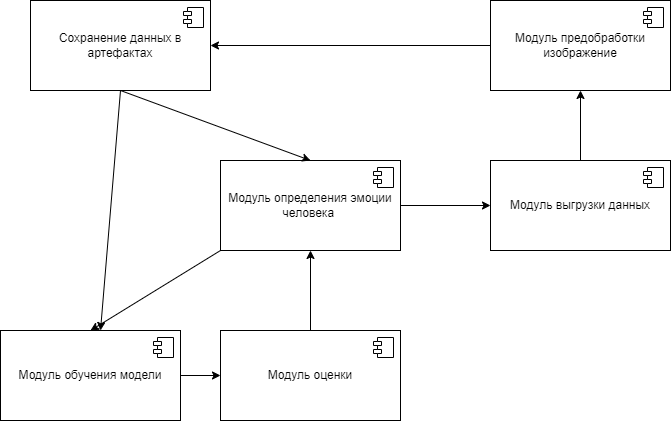 Сохранение данных в
артефактах
Модуль предобработки
изображение
Модуль определения эмоции
человека
Модуль выгрузки данных
Модуль обучения модели
Модуль оценки